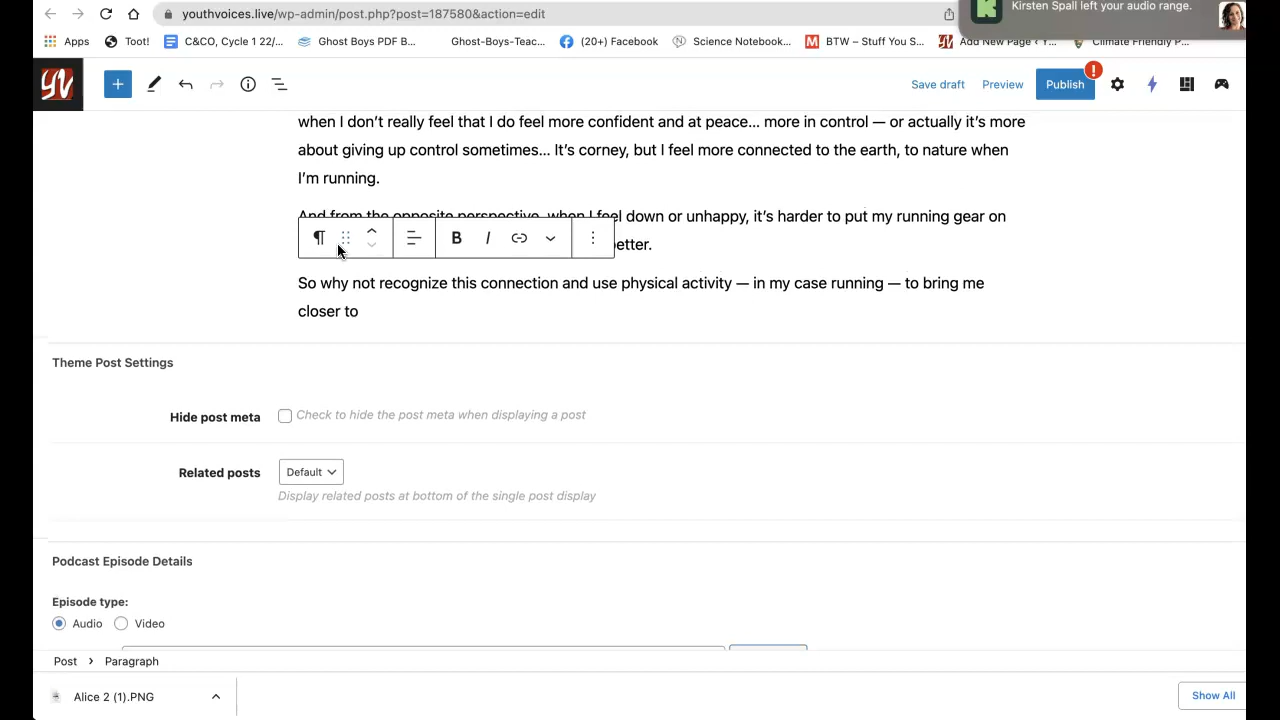 youthvoices.live/wp-admin/post.php?post=187580&action=edit
Kirsten Spall left your audio range.
Apps
Toot!
C&CO, Cycle 1 22/...
Ghost Boys PDF B...
Ghost-Boys-Teac...
(20+) Facebook
Science Notebook...
BTW – Stuff You S...
Add New Page ‹ Y...
Climate Friendly P...
YV
Save draft
Preview
Publish
!
when I don't really feel that I do feel more confident and at peace... more in control — or actually it's more
about giving up control sometimes... It's corney, but I feel more connected to the earth, to nature when
I'm running.
And from the opposite perspective, when I feel down or unhappy, it's harder to put my running gear on
etter.
B I
So why not recognize this connection and use physical activity — in my case running — to bring me
closer to
Theme Post Settings
Hide post meta
Check to hide the post meta when displaying a post
Related posts
Default
Display related posts at bottom of the single post display
Podcast Episode Details
Episode type:
Audio
Video
Post › Paragraph
Alice 2 (1).PNG
Show All